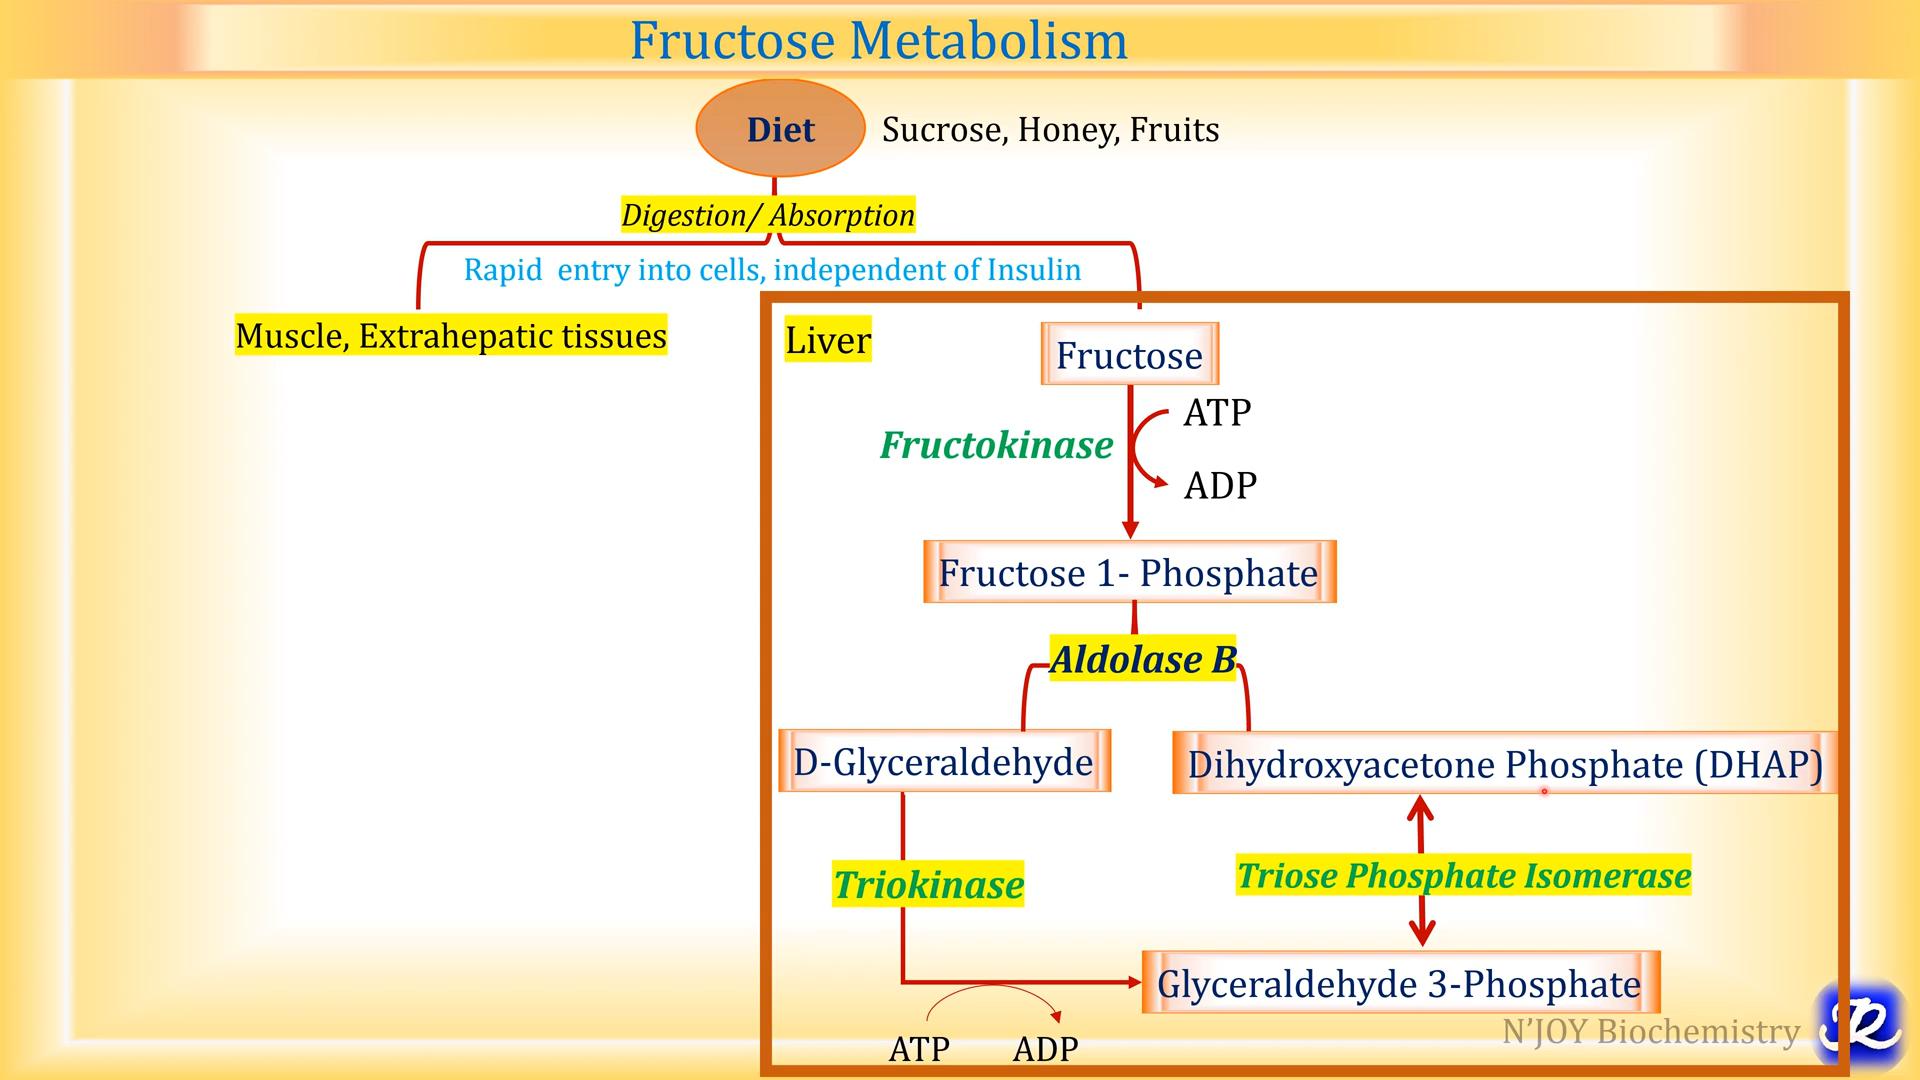 Fructose Metabolism
Diet
Sucrose, Honey, Fruits
Digestion/ Absorption
Rapid entry into cells, independent of Insulin
Muscle, Extrahepatic tissues
Liver
Fructose
ATP
Fructokinase
ADP
Fructose 1- Phosphate
Aldolase B
D-Glyceraldehyde
Dihydroxyacetone Phosphate (DHAP)
Triokinase
Triose Phosphate Isomerase
Glyceraldehyde 3-Phosphate
ATP
ADP
N’JOY Biochemistry
R